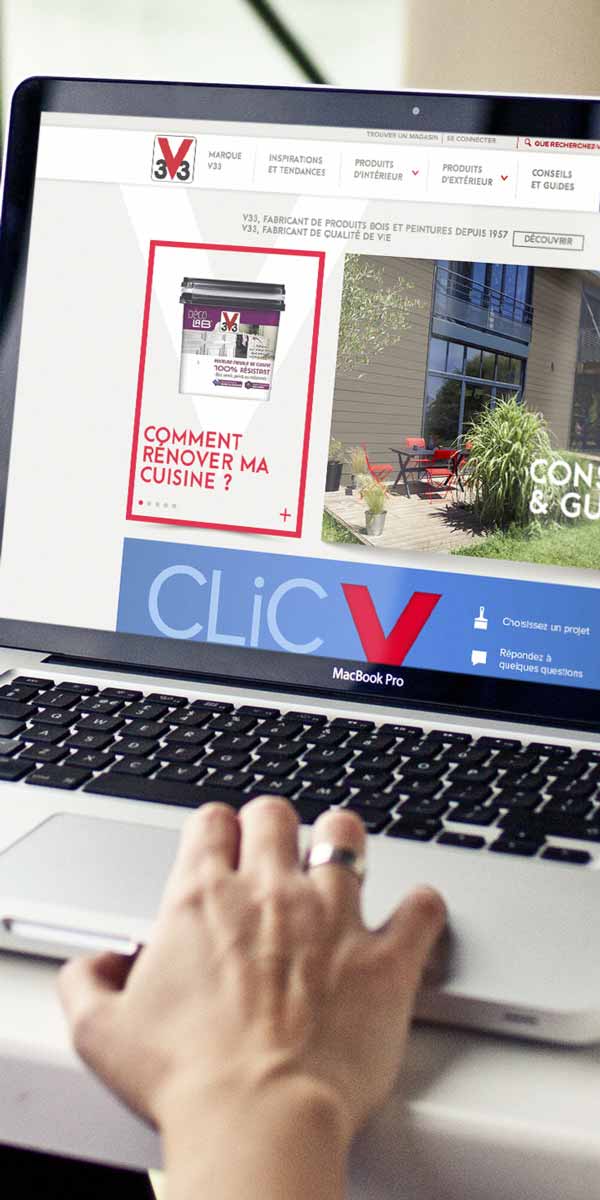 TROUVER UN MAGASIN | SE CONNECTER
QUE RECHERCHEZ-V
V33
MARQUE
V33
INSPIRATIONS
ET TENDANCES
PRODUITS
D'INTÉRIEUR
PRODUITS
D'EXTÉRIEUR
CONSEILS
ET GUIDES
V33, FABRICANT DE PRODUITS BOIS ET PEINTURES DEPUIS 1957
V33, FABRICANT DE QUALITÉ DE VIE
DÉCOUVRIR
DÉCO
LAB
V33
100% RÉSISTANT
COMMENT
RÉNOVER MA
CUISINE ?
+
CONS
& GU
CLiC V
Choisissez un projet
Répondez à
quelques questions
MacBook Pro